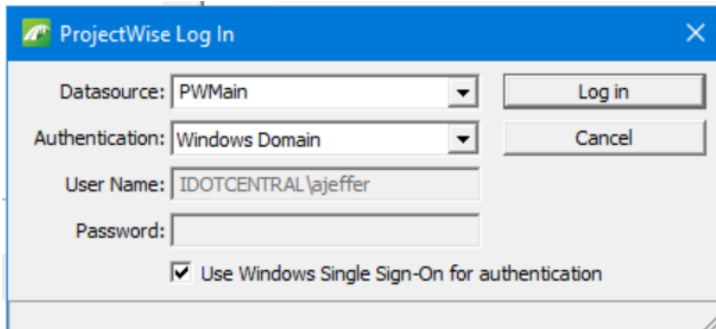 ProjectWise Log In
Datasource: PWMain Log in
Authentication: Windows Domain Cancel
User Name: IDOTCENTRAL\ajeffer
Password:
Use Windows Single Sign-On for authentication